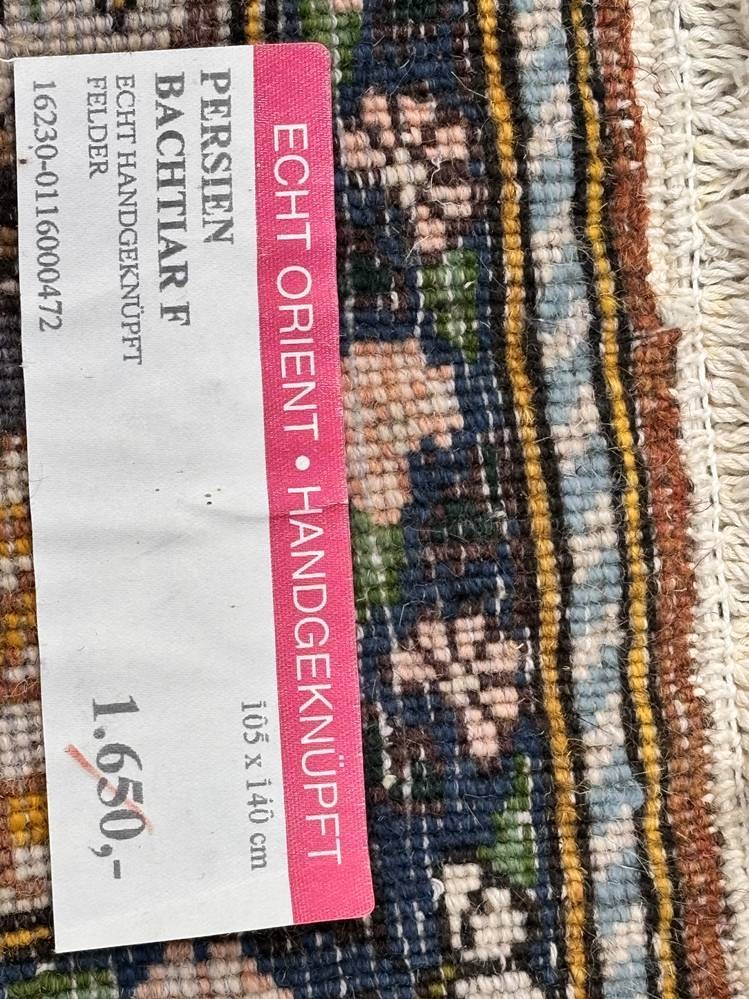 ECHT ORIENT • HANDGEKNÜPFT
PERSIEN
BACHTIAR F
ECHT HANDGEKNÜPFT
FELDER
16230-0116000472
105 x 140 cm
1.650,-